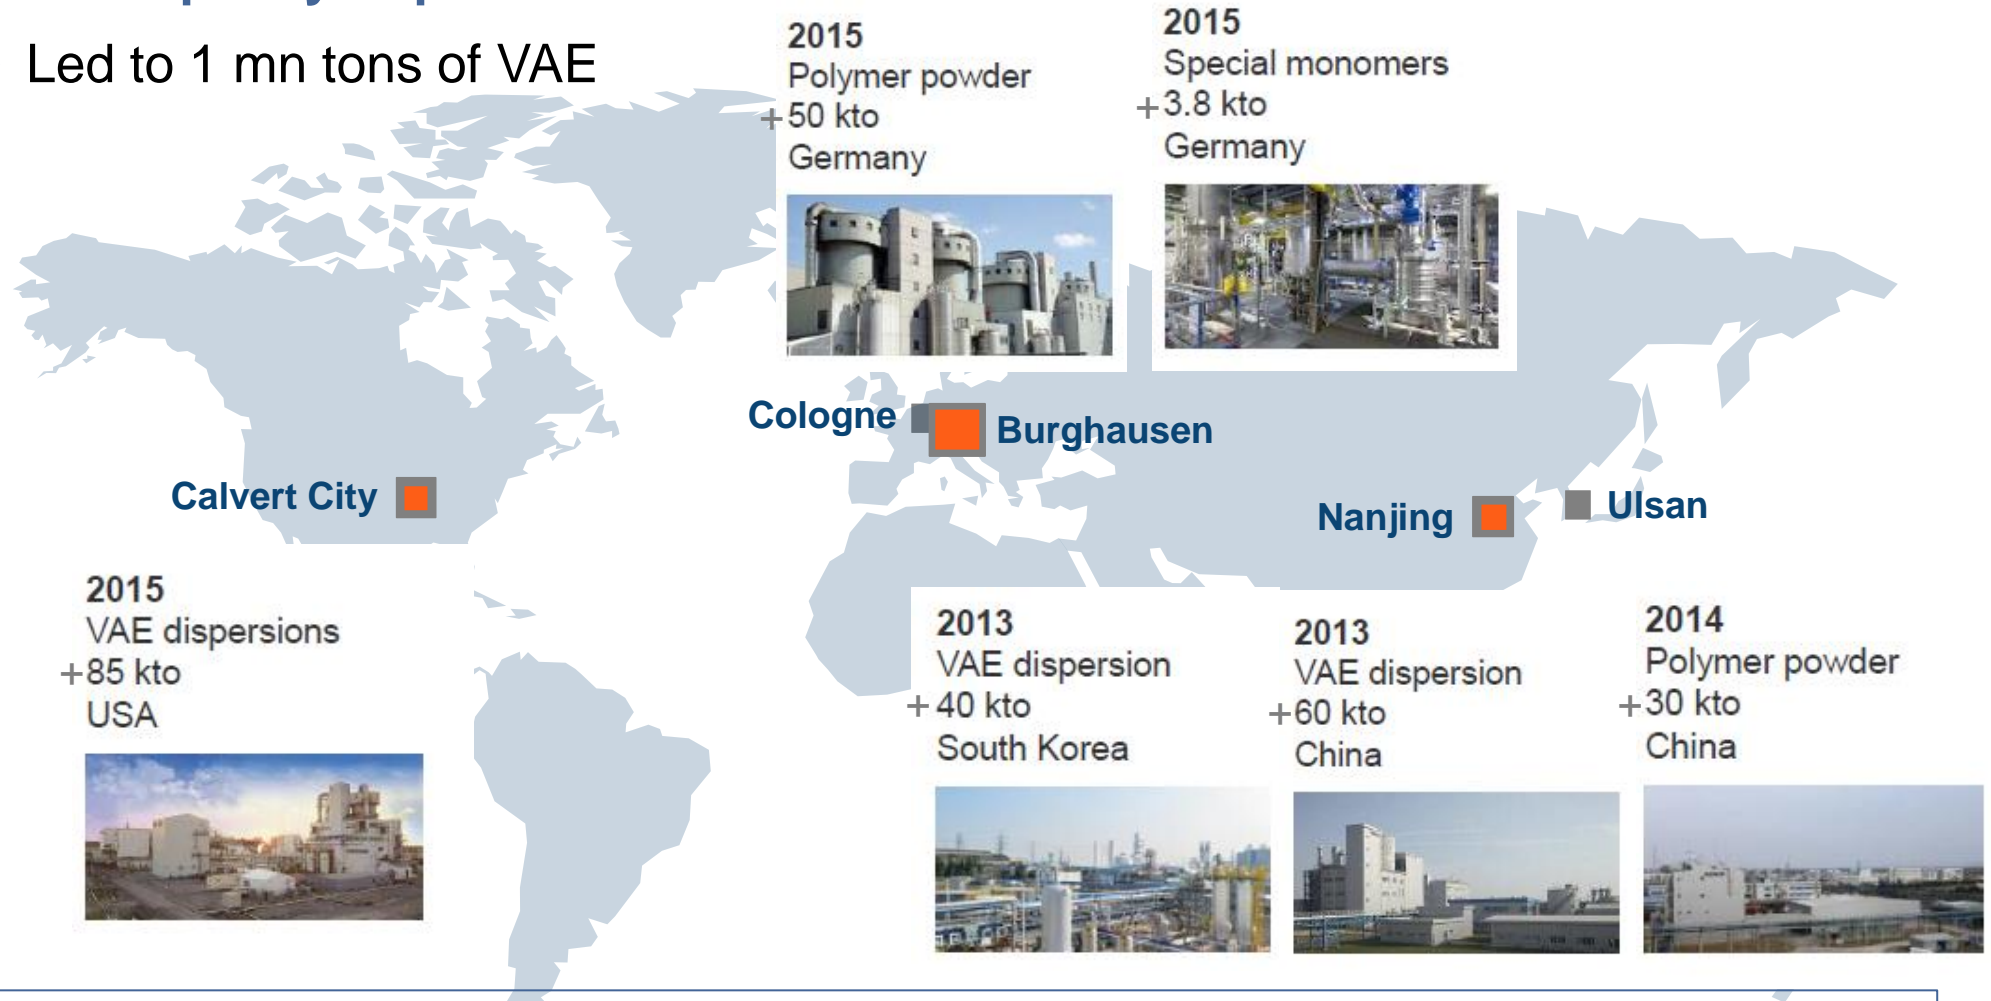 Led to 1 mn tons of VAE
2015
Polymer powder
+50 kto
Germany
2015
Special monomers
+3.8 kto
Germany
Cologne
Burghausen
Calvert City
Nanjing
Ulsan
2015
VAE dispersions
+85 kto
USA
2013
VAE dispersion
+40 kto
South Korea
2013
VAE dispersion
+60 kto
China
2014
Polymer powder
+30 kto
China